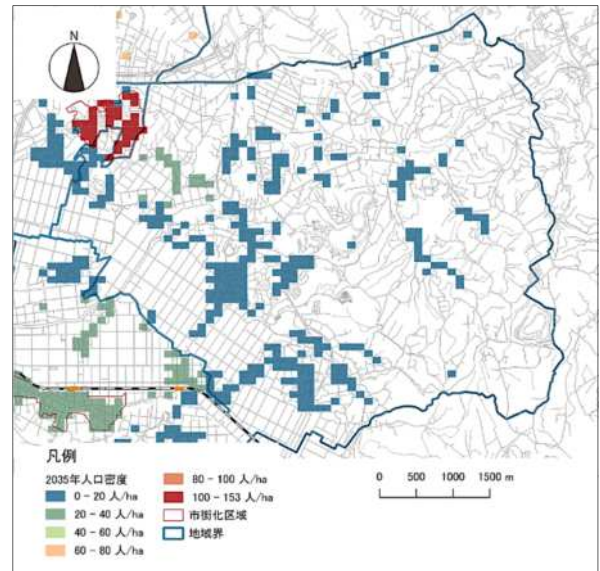 N
凡例
2035年人口密度
0 - 20 人/ha
20 - 40 人/ha
40 - 60 人/ha
60 - 80 人/ha
80 - 100 人/ha
100 - 153 人/ha
市街化区域
地域界
0 500 1000 1500 m